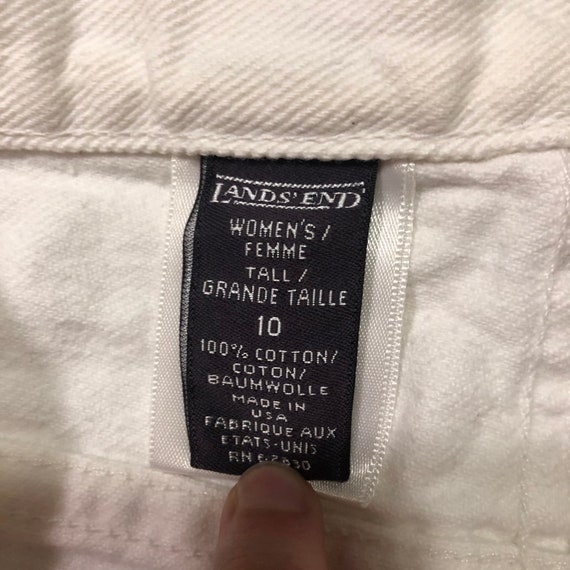 LANDS' END
WOMEN'S /
FEMME
TALL /
GRANDE TAILLE
10
100% COTTON/
COTON/
BAUMWOLLE
MADE IN
USA
FABRIQUE AUX
ETATS-UNIS
RN 62830